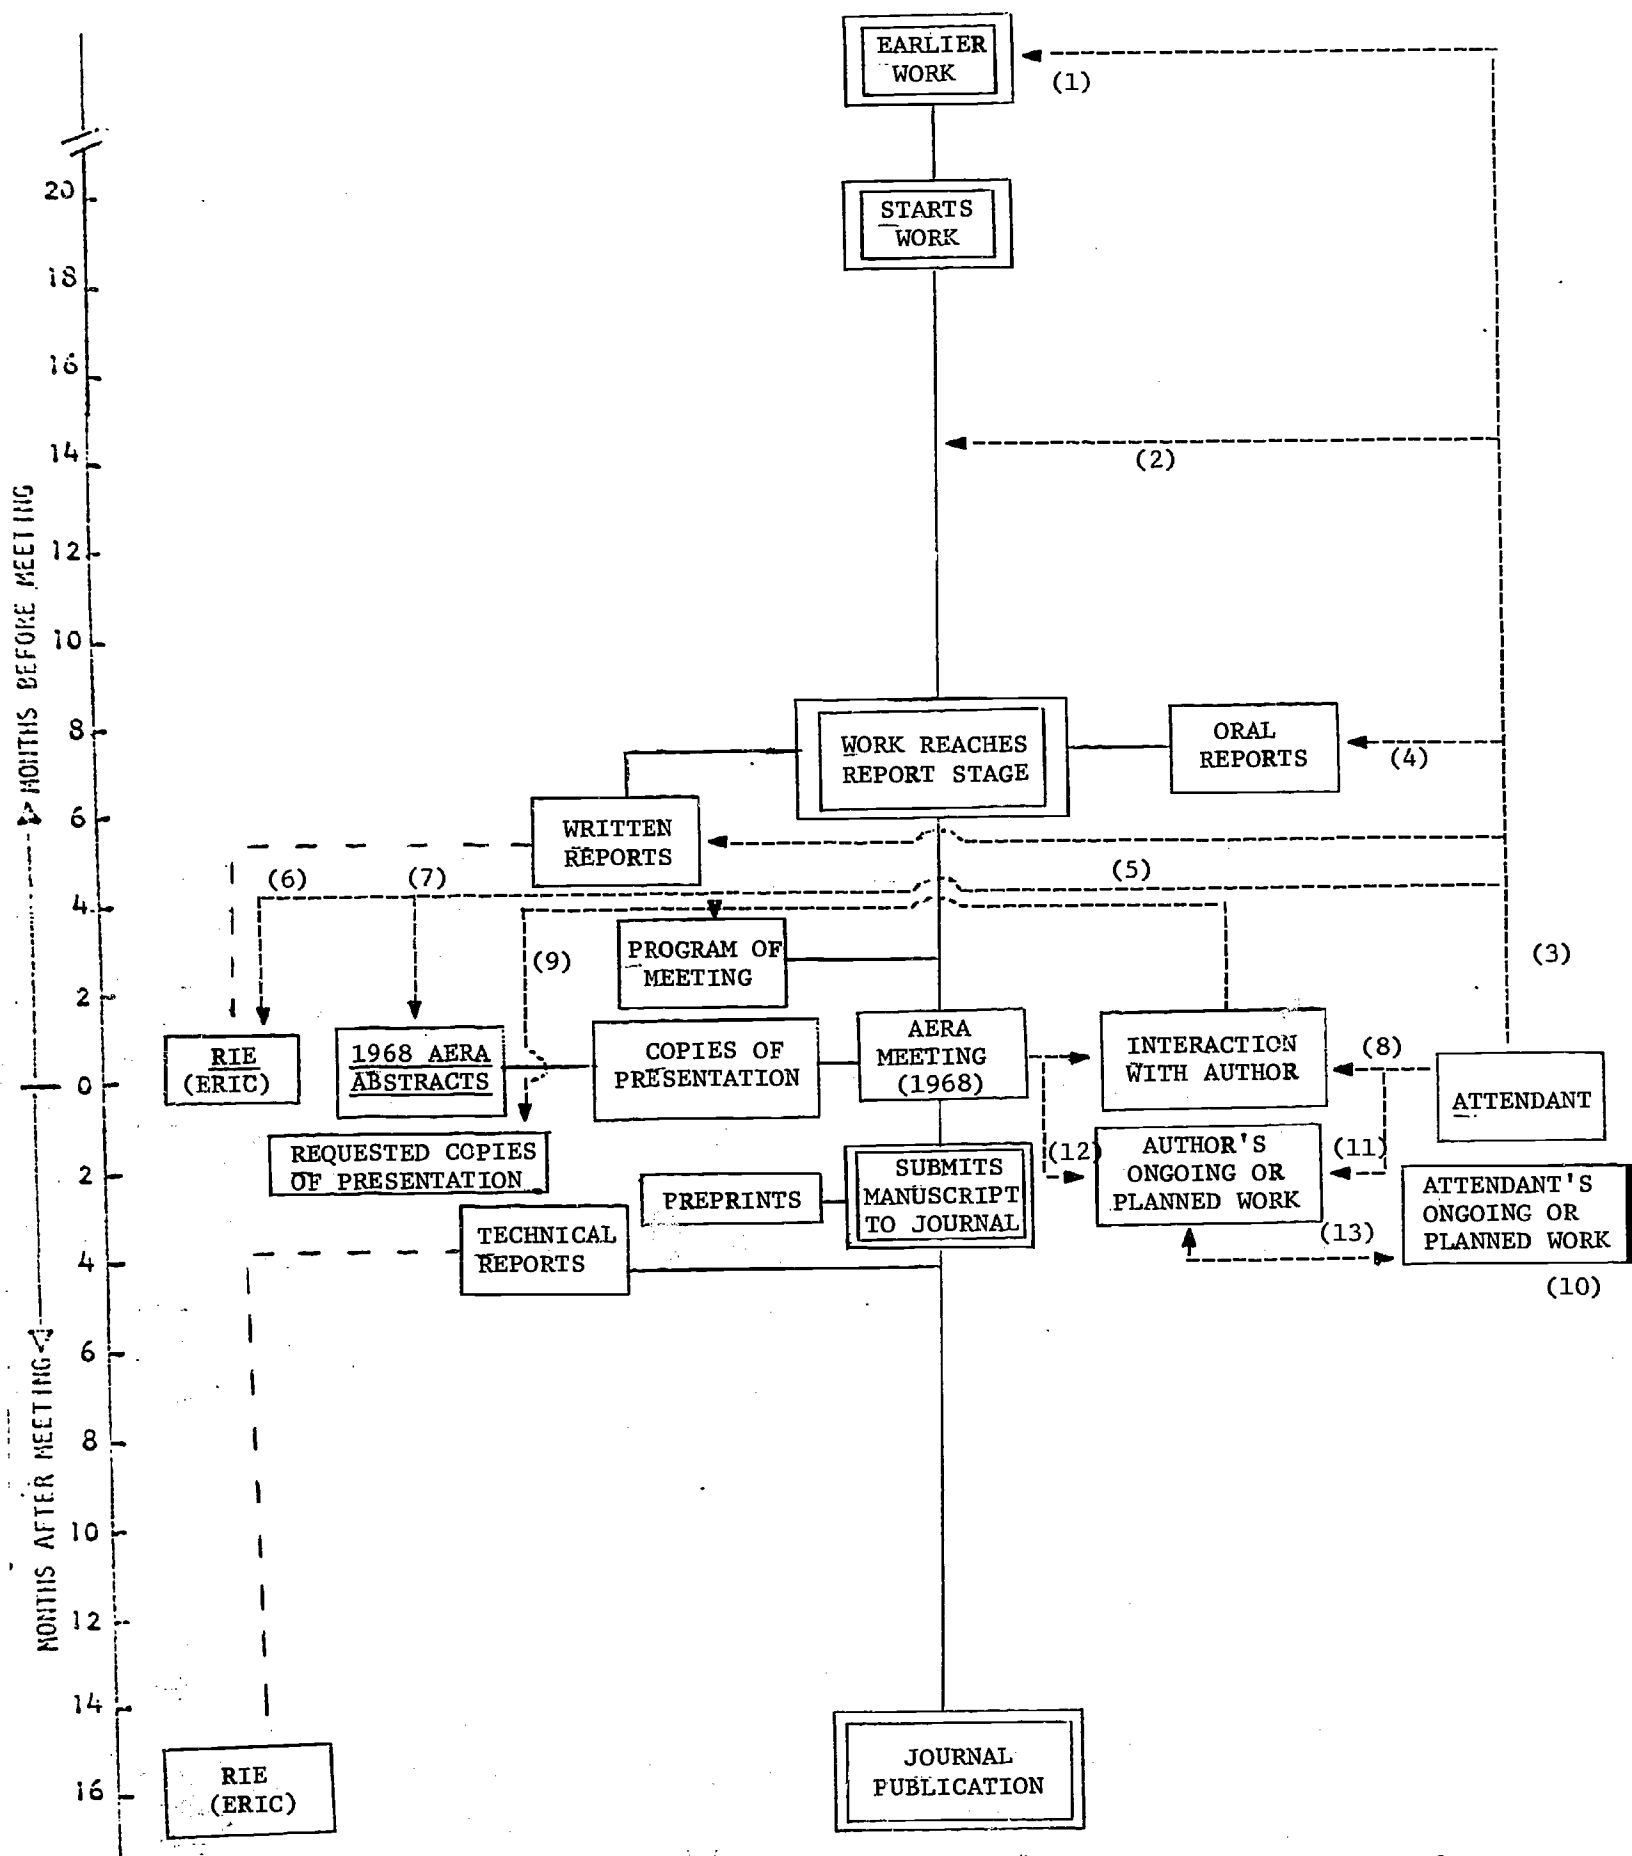 EARLIER
WORK
(1)
20
STARTS
WORK
18
16
14
(2)
12
10
MONTHS BEFORE MEETING
8
WORK REACHES
REPORT STAGE
ORAL
REPORTS
(4)
6
WRITTEN
REPORTS
(6)
(7)
(5)
4
PROGRAM OF
MEETING
(9)
(3)
2
RIE
(ERIC)
1968 AERA
ABSTRACTS
COPIES OF
PRESENTATION
AERA
MEETING
(1968)
INTERACTION
WITH AUTHOR
(8)
ATTENDANT
0
REQUESTED COPIES
OF PRESENTATION
PREPRINTS
SUBMITS
MANUSCRIPT
TO JOURNAL
(12)
AUTHOR'S
ONGOING OR
PLANNED WORK
(11)
ATTENDANT'S
ONGOING OR
PLANNED WORK
2
TECHNICAL
REPORTS
(13)
(10)
4
6
MONTHS AFTER MEETING
8
10
12
14
RIE
(ERIC)
JOURNAL
PUBLICATION
16